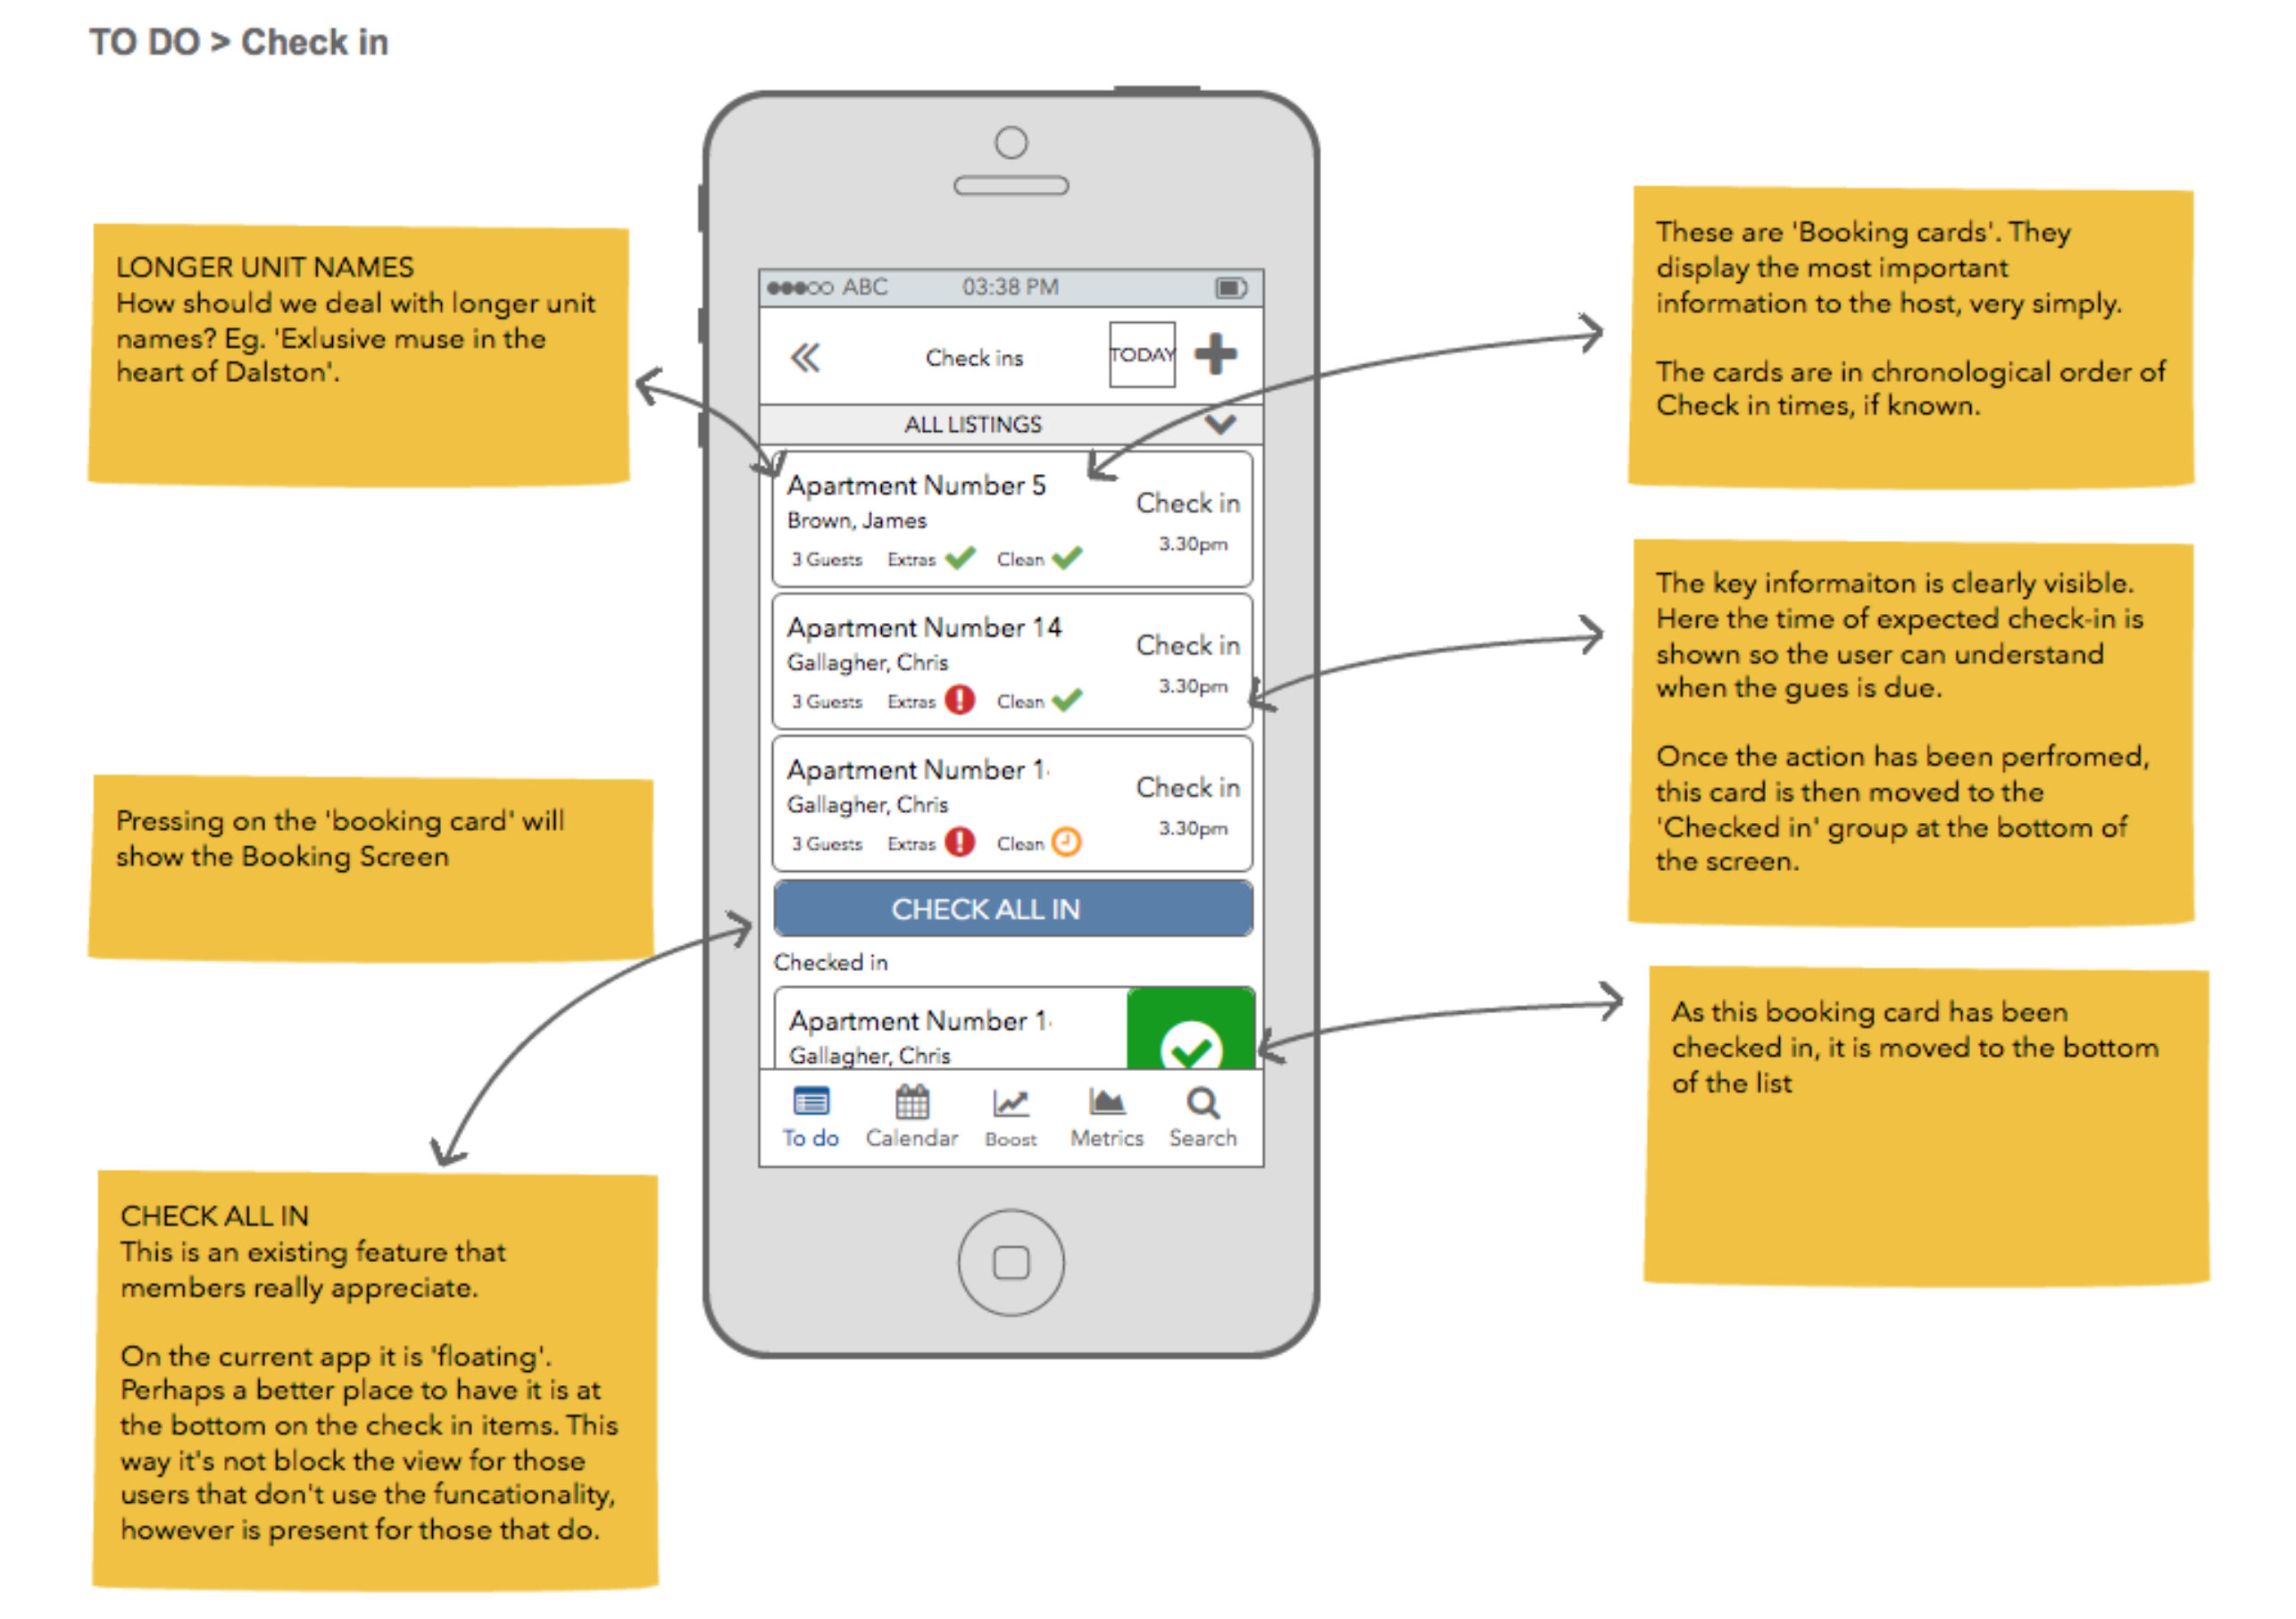 TO DO > Check in
LONGER UNIT NAMES
How should we deal with longer unit
names? Eg. 'Exlusive muse in the
heart of Dalston'.
Pressing on the 'booking card' will
show the Booking Screen
CHECK ALL IN
This is an existing feature that
members really appreciate.
On the current app it is 'floating'.
Perhaps a better place to have it is at
the bottom on the check in items. This
way it's not block the view for those
users that don't use the funcationality,
however is present for those that do.
ABC 03:38 PM
Check ins TODAY
ALL LISTINGS
Apartment Number 5
Brown, James
3 Guests Extras Clean
Check in
3.30pm
Apartment Number 14
Gallagher, Chris
3 Guests Extras Clean
Check in
3.30pm
Apartment Number 1
Gallagher, Chris
3 Guests Extras Clean
Check in
3.30pm
CHECK ALL IN
Checked in
Apartment Number 1
Gallagher, Chris
To do Calendar Boost Metrics Search
These are 'Booking cards'. They
display the most important
information to the host, very simply.
The cards are in chronological order of
Check in times, if known.
The key informaiton is clearly visible.
Here the time of expected check-in is
shown so the user can understand
when the gues is due.
Once the action has been perfromed,
this card is then moved to the
'Checked in' group at the bottom of
the screen.
As this booking card has been
checked in, it is moved to the bottom
of the list